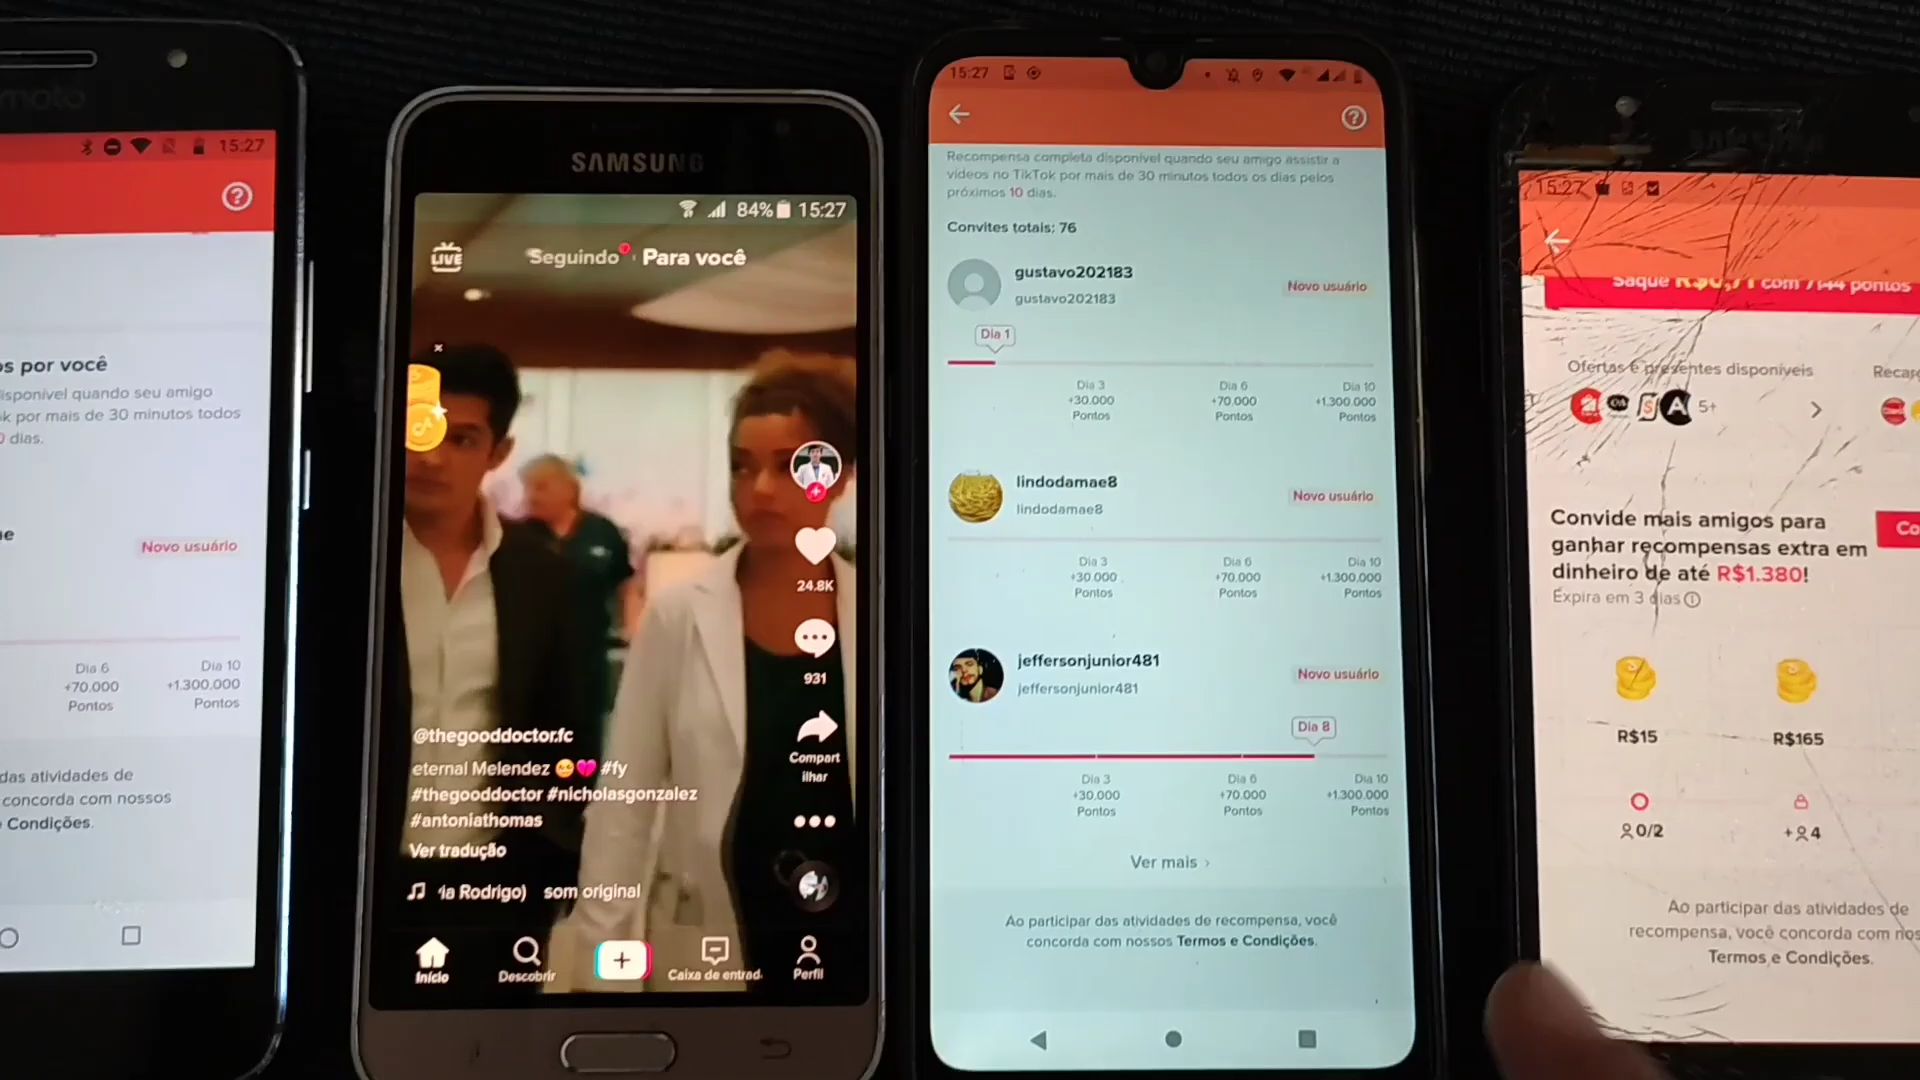 moto
15:27
s por você
isponível quando seu amigo
k por mais de 30 minutos todos
dias.
e
Novo usuário
Dia 6
+70.000
Pontos
Dia 10
+1.300.000
Pontos
das atividades de
concorda com nossos
Condições.
SAMSUNG
84% 15:27
LIVE
Seguindo Para você
24.8K
931
Compart
ilhar
@thegooddoctor.fc
eternal Melendez 🥺💔 #fy
#thegooddoctor #nicholasgonzalez
#antoniathomas
Ver tradução
ia Rodrigo) som original
Início
Descobrir
Caixa de entrad
Perfil
15:27
Recompensa completa disponível quando seu amigo assistir a
vídeos no TikTok por mais de 30 minutos todos os dias pelos
próximos 10 dias.
Convites totais: 76
gustavo202183
gustavo202183
Novo usuário
Dia 1
Dia 3
+30.000
Pontos
Dia 6
+70.000
Pontos
Dia 10
+1.300.000
Pontos
lindodamae8
lindodamae8
Novo usuário
Dia 3
+30.000
Pontos
Dia 6
+70.000
Pontos
Dia 10
+1.300.000
Pontos
jeffersonjunior481
jeffersonjunior481
Novo usuário
Dia 8
Dia 3
+30.000
Pontos
Dia 6
+70.000
Pontos
Dia 10
+1.300.000
Pontos
Ver mais >
Ao participar das atividades de recompensa, você
concorda com nossos Termos e Condições.
SAMSUNG
15:27
Saque com pontos
Ofertas e presentes disponíveis
Recar
5+
Convide mais amigos para
ganhar recompensas extra em
dinheiro de até R$1.380!
Expira em 3 dias
Co
R$15
R$165
0/2
+ 4
Ao participar das atividades de
recompensa, você concorda com nos
Termos e Condições.